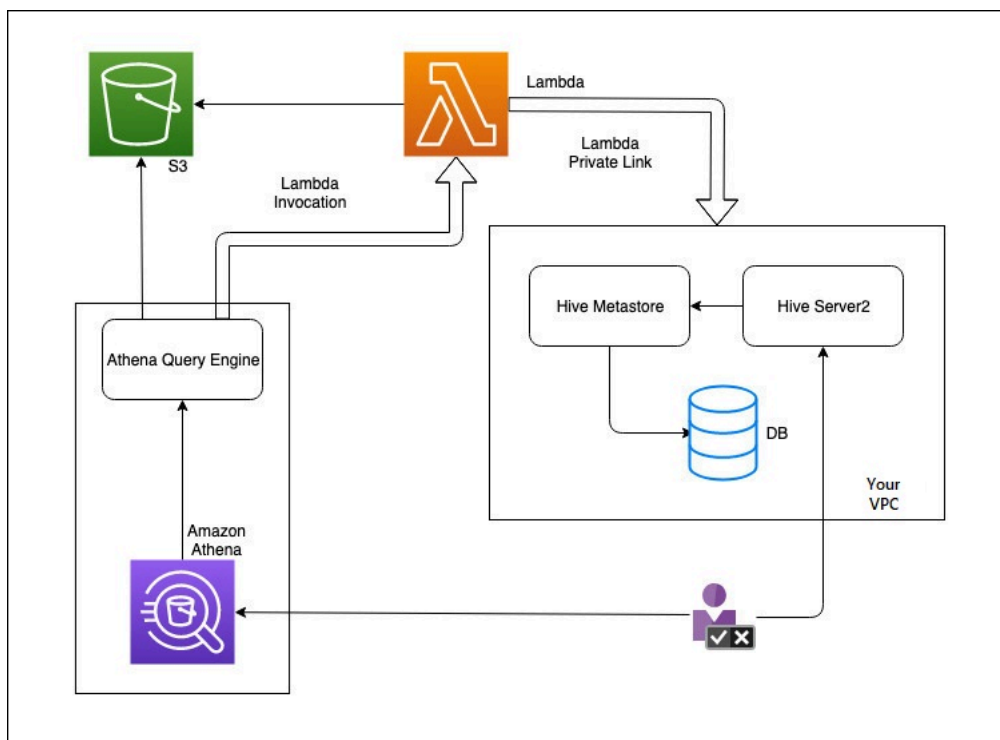 Lambda
Lambda
Private Link
S3
Lambda
Invocation
Hive Metastore
Hive Server2
Athena Query Engine
DB
Your
VPC
Amazon
Athena